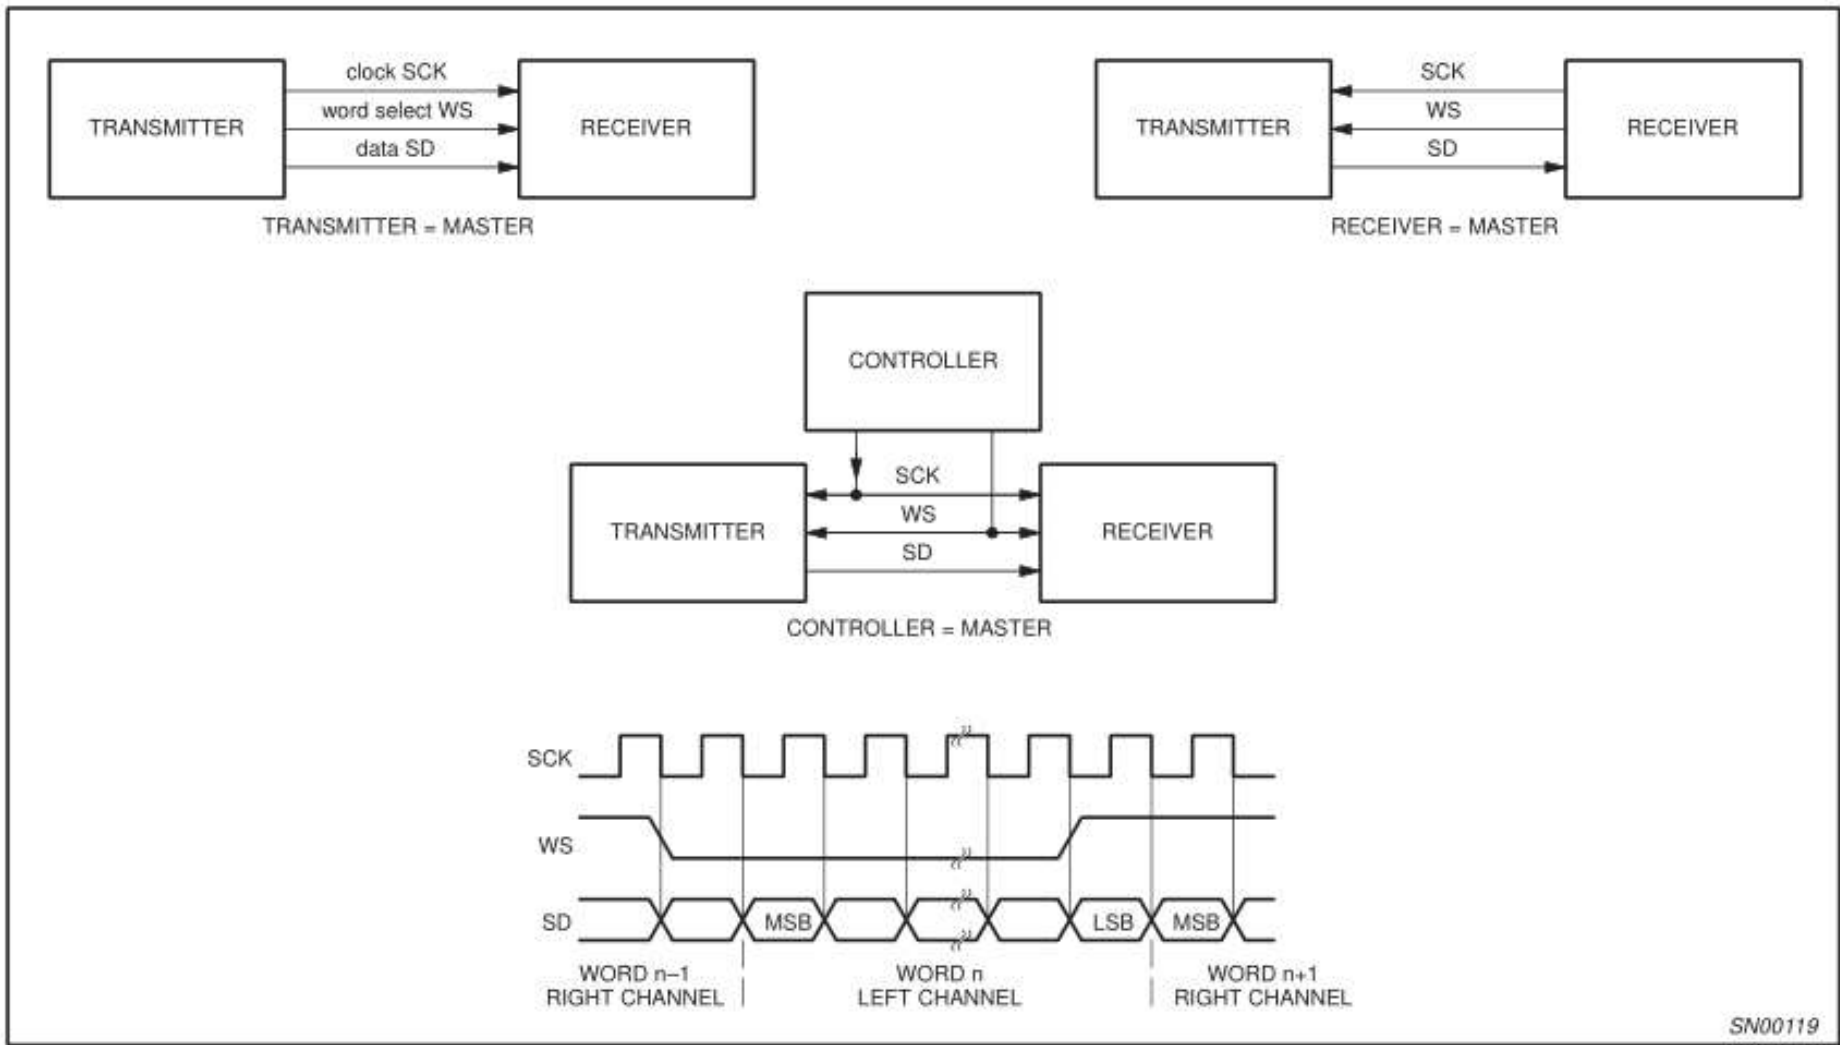 clock SCK
word select WS
data SD
TRANSMITTER
RECEIVER
TRANSMITTER = MASTER
SCK
WS
SD
TRANSMITTER
RECEIVER
RECEIVER = MASTER
CONTROLLER
SCK
WS
SD
TRANSMITTER
RECEIVER
CONTROLLER = MASTER
SCK
WS
SD
MSB
LSB
MSB
WORD n–1
RIGHT CHANNEL
WORD n
LEFT CHANNEL
WORD n+1
RIGHT CHANNEL
SN00119